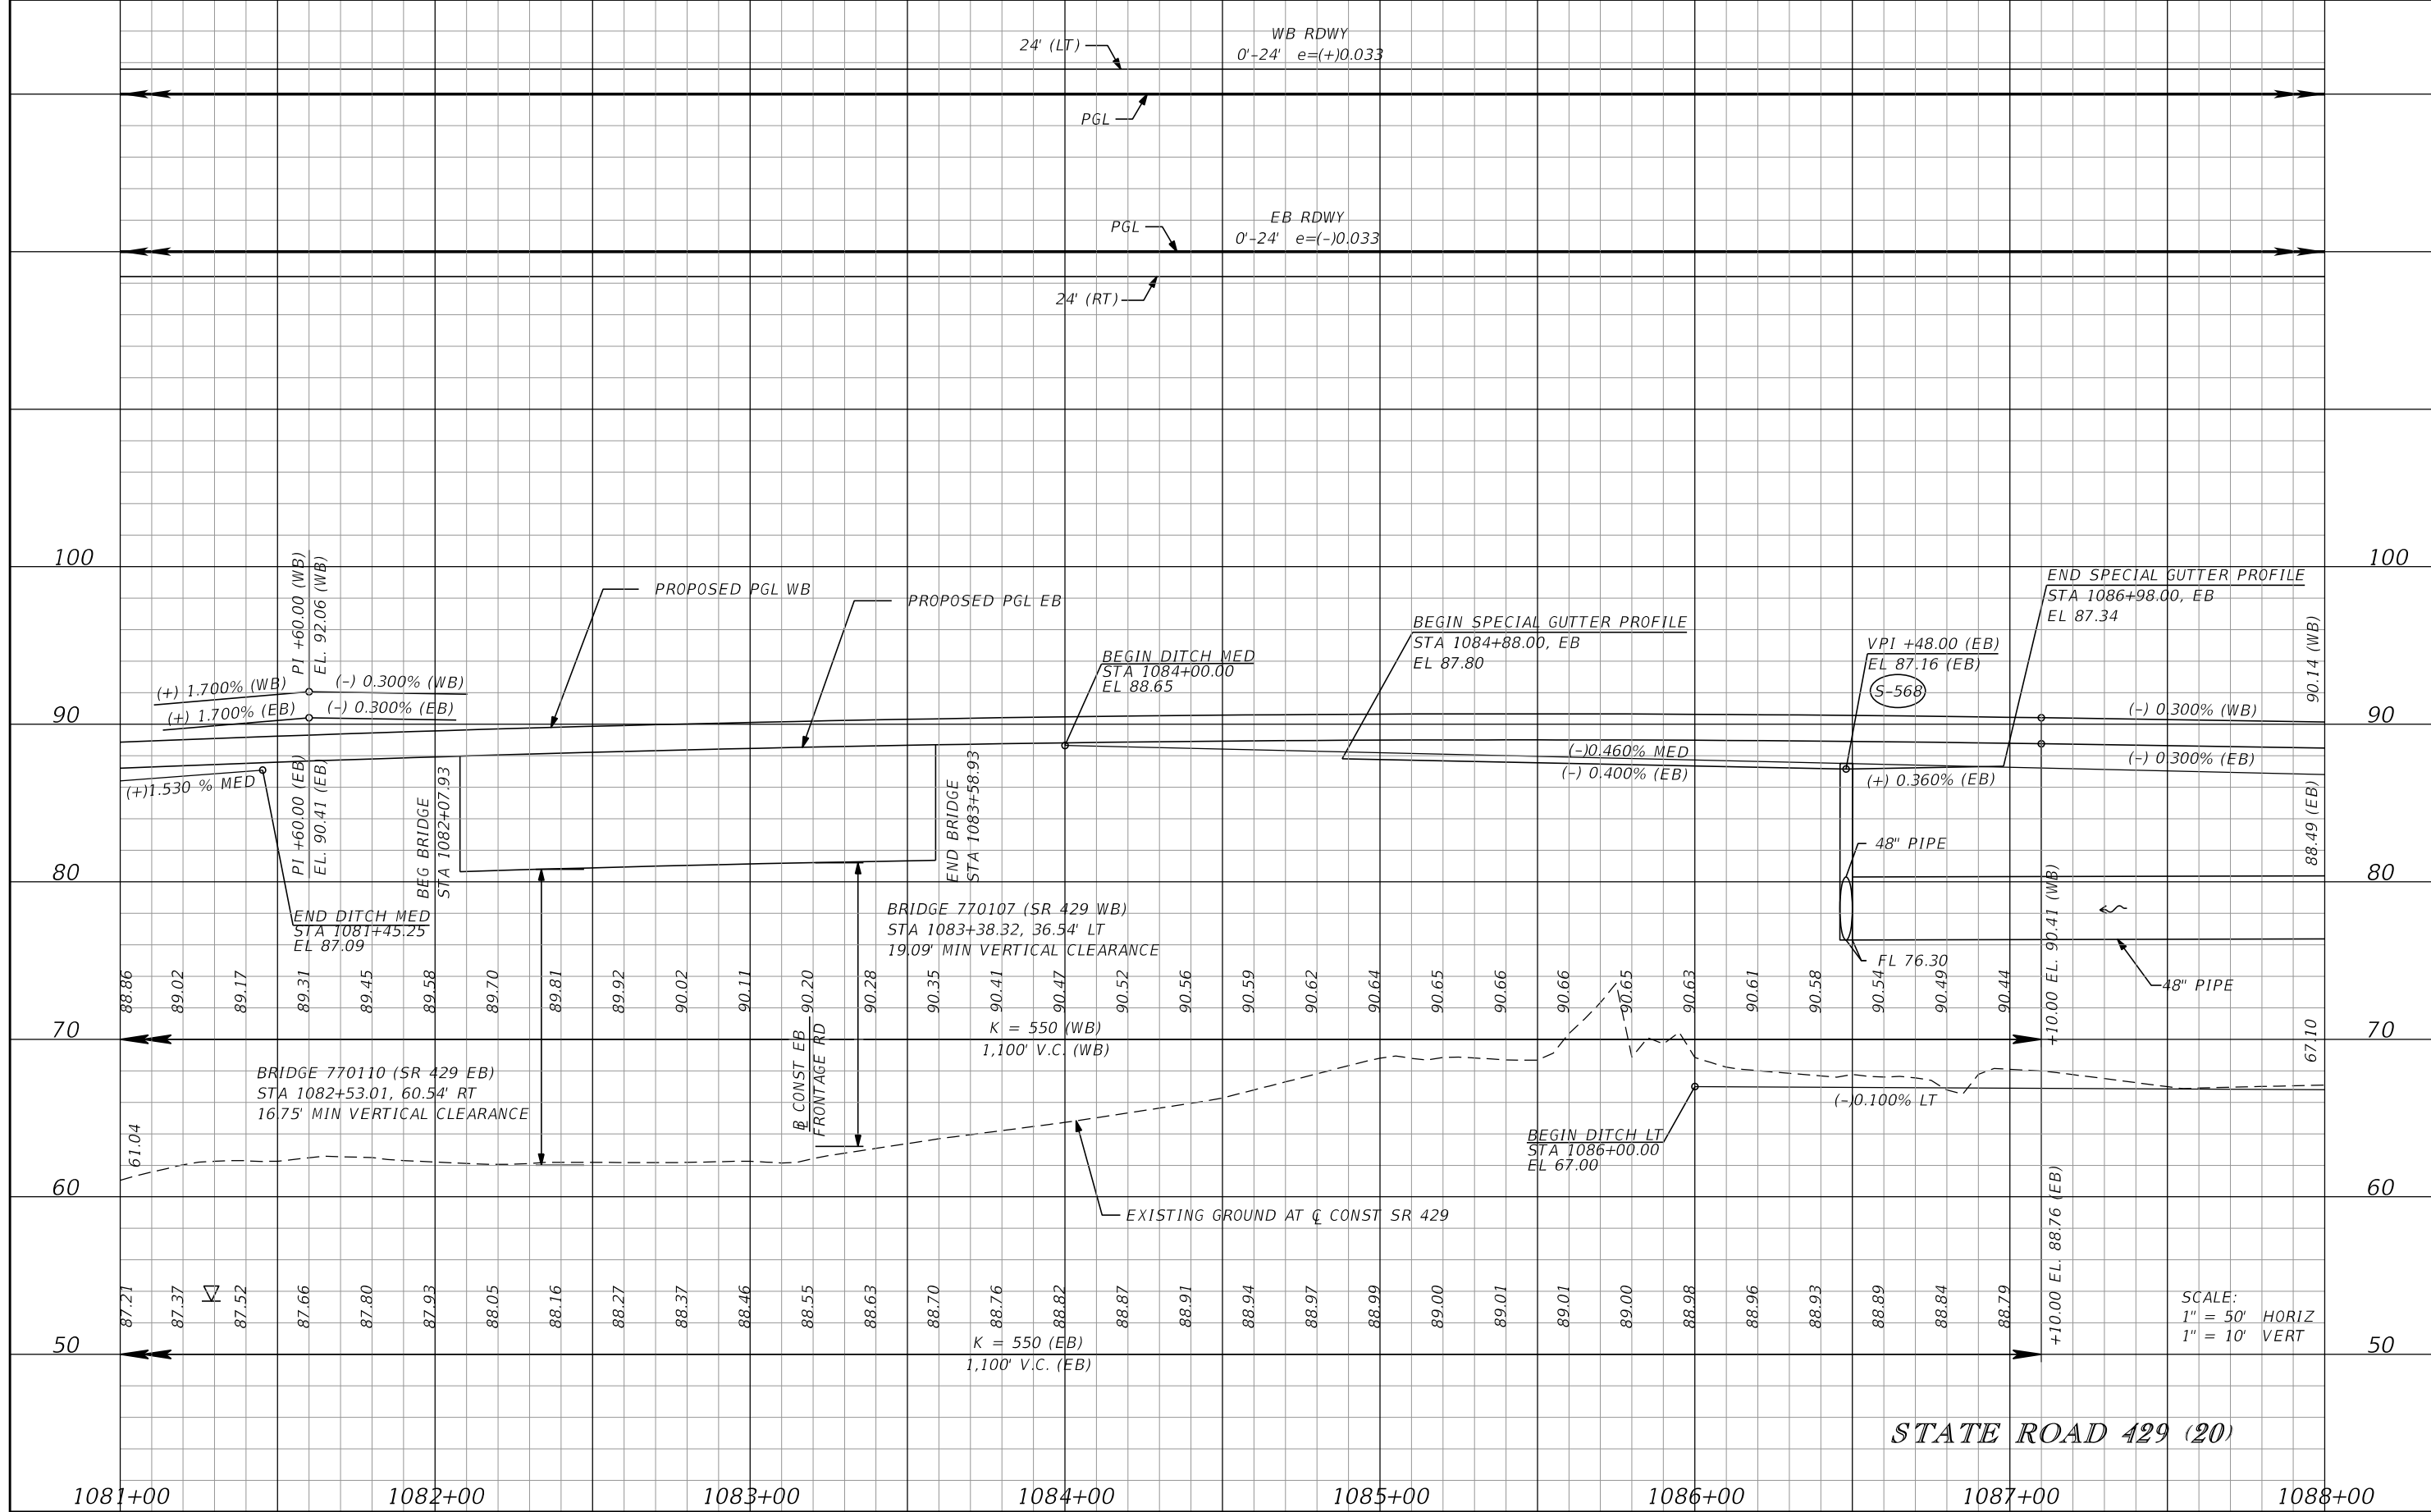 24' (LT)
WB RDWY
0'-24' e=(+)0.033
PGL
PGL
EB RDWY
0'-24' e=(-)0.033
24' (RT)
100
100
PI +60.00 (WB)
EL. 92.06 (WB)
(+) 1.700% (WB)
(-) 0.300% (WB)
(+) 1.700% (EB)
(-) 0.300% (EB)
PROPOSED PGL WB
PROPOSED PGL EB
BEGIN DITCH MED
STA 1084+00.00
EL 88.65
BEGIN SPECIAL GUTTER PROFILE
STA 1084+88.00, EB
EL 87.80
VPI +48.00 (EB)
EL 87.16 (EB)
S-568
END SPECIAL GUTTER PROFILE
STA 1086+98.00, EB
EL 87.34
90.14 (WB)
90
90
(-) 0.300% (WB)
(-)0.460% MED
(-) 0.400% (EB)
(+) 0.360% (EB)
(-) 0.300% (EB)
(+)1.530 % MED
PI +60.00 (EB)
EL. 90.41 (EB)
BEG BRIDGE
STA 1082+07.93
END BRIDGE
STA 1083+58.93
88.49 (EB)
48" PIPE
80
80
END DITCH MED
STA 1081+45.25
EL 87.09
BRIDGE 770107 (SR 429 WB)
STA 1083+38.32, 36.54' LT
19.09' MIN VERTICAL CLEARANCE
FL 76.30
48" PIPE
+10.00 EL. 90.41 (WB)
88.86 89.02 89.17 89.31 89.45 89.58 89.70 89.81 89.92 90.02 90.11 90.20 90.28 90.35 90.41 90.47 90.52 90.56 90.59 90.62 90.64 90.65 90.66 90.66 90.65 90.63 90.61 90.58 90.54 90.49 90.44
70
70
K = 550 (WB)
1,100' V.C. (WB)
67.10
BRIDGE 770110 (SR 429 EB)
STA 1082+53.01, 60.54' RT
16.75' MIN VERTICAL CLEARANCE
℄ CONST EB
FRONTAGE RD
61.04
(-)0.100% LT
BEGIN DITCH LT
STA 1086+00.00
EL 67.00
60
60
EXISTING GROUND AT ℄ CONST SR 429
+10.00 EL. 88.76 (EB)
87.21 87.37 87.52 87.66 87.80 87.93 88.05 88.16 88.27 88.37 88.46 88.55 88.63 88.70 88.76 88.82 88.87 88.91 88.94 88.97 88.99 89.00 89.01 89.01 89.00 88.98 88.96 88.93 88.89 88.84 88.79
SCALE:
1" = 50' HORIZ
1" = 10' VERT
50
50
K = 550 (EB)
1,100' V.C. (EB)
STATE ROAD 429 (20)
1081+00 1082+00 1083+00 1084+00 1085+00 1086+00 1087+00 1088+00